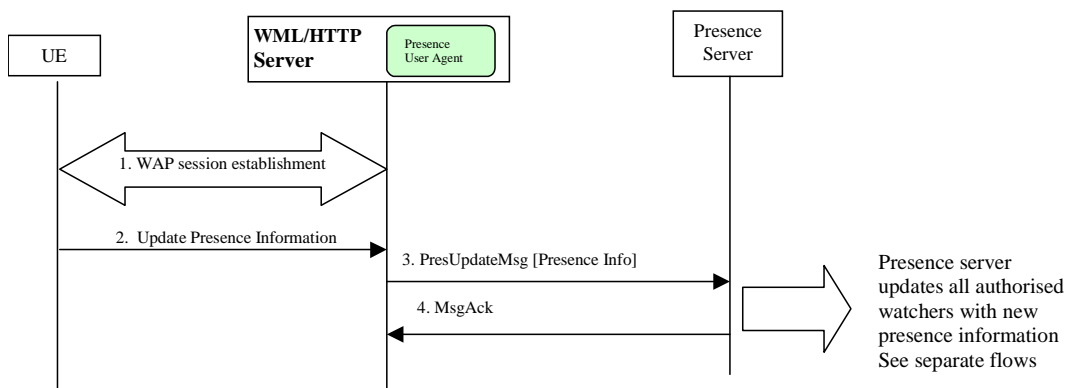 UE
WML/HTTP
Server
Presence
User Agent
Presence
Server
1. WAP session establishment
2. Update Presence Information
3. PresUpdateMsg [Presence Info]
4. MsgAck
Presence server
updates all authorised
watchers with new
presence information
See separate flows